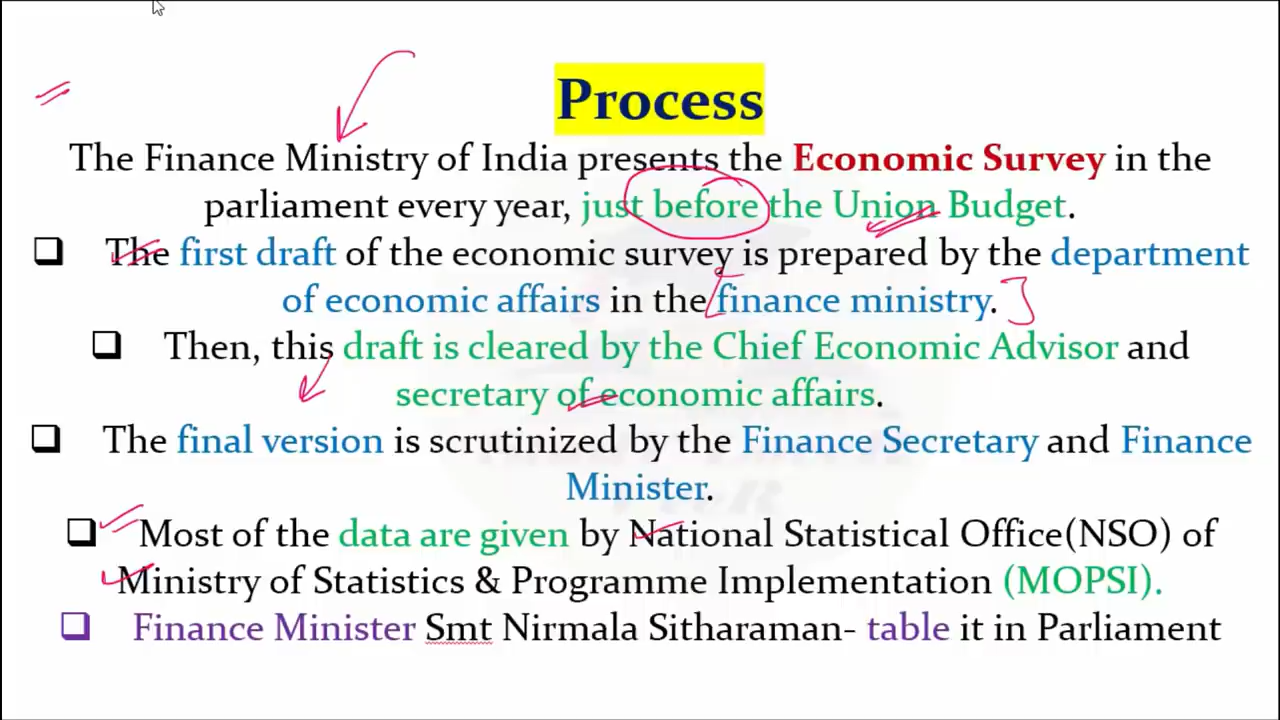 Process
The Finance Ministry of India presents the Economic Survey in the
parliament every year, just before the Union Budget.
The first draft of the economic survey is prepared by the department
of economic affairs in the finance ministry.
Then, this draft is cleared by the Chief Economic Advisor and
secretary of economic affairs.
The final version is scrutinized by the Finance Secretary and Finance
Minister.
Most of the data are given by National Statistical Office(NSO) of
Ministry of Statistics & Programme Implementation (MOPSI).
Finance Minister Smt Nirmala Sitharaman- table it in Parliament